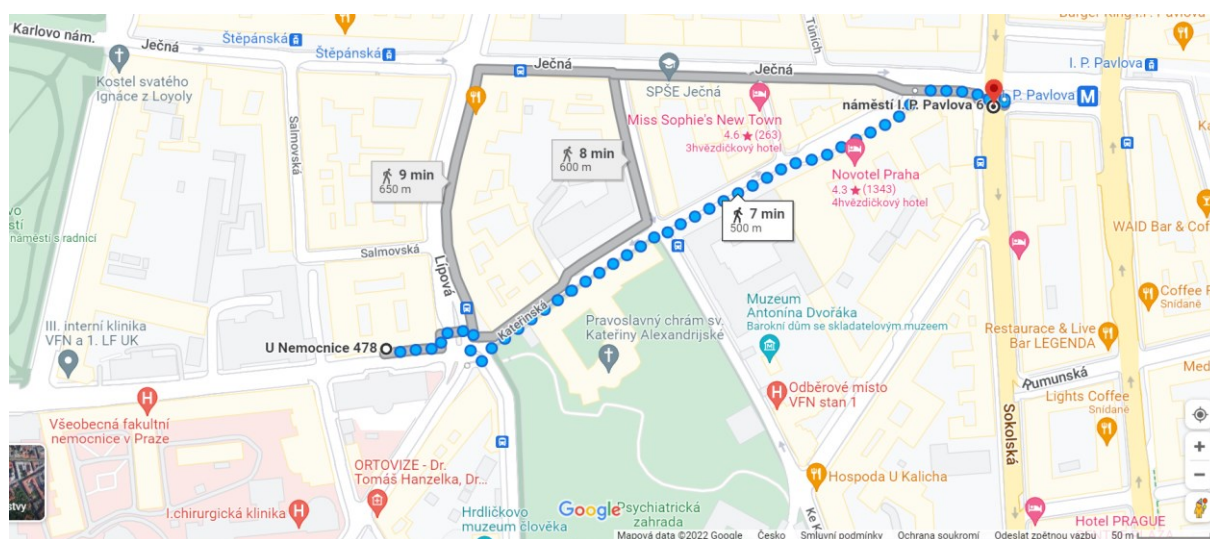 Karlovo nám.
Ječná
Štěpánská
Štěpánská
Kostel svatého
Ignáce z Loyoly
Salmovská
Salmovská
Ječná
SPŠE Ječná
Ječná
I. P. Pavlova
P. Pavlova
M
náměstí I. P. Pavlova 6
Miss Sophie's New
Town
4.6 ★ (263)
3hvězdičkový hotel
8 min
600 m
9 min
650 m
7 min
500 m
Novotel Praha
4.3 ★ (1343)
4hvězdičkový hotel
náměstí s radnicí
Lípová
Kateřinská
WAID Bar & Cof
Coffee
Snídaně
Muzeum
Antonína Dvořáka
Barokní dům se skladatelovým muzeem
Pravoslavný chrám sv.
Kateřiny Alexandrijské
III. interní klinika
VFN a 1. LF UK
U Nemocnice 478
Restaurace & Live
Bar LEGENDA
Rumunská
Med
Odběrové místo
VFN stan 1
Lights Coffee
Snídaně
Sokolská
H
Všeobecná fakultní
nemocnice v Praze
ORTOVIZE - Dr.
Tomáš Hanzelka, Dr...
I.chirurgická klinika
H
H
Hospoda U Kalicha
Google
Psychiatrická
zahrada
Hrdličkovo
muzeum člověka
Ke K
Hotel PRAGUE
Mapová data ©2022 Google Česko Smluvní podmínky Ochrana soukromí Odeslat zpětnou vazbu 50 m